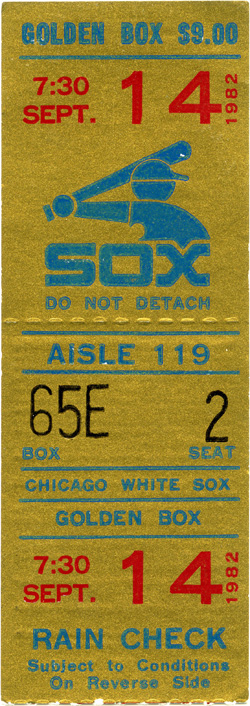 GOLDEN BOX $9.00
7:30 SEPT. 14 1982
SOX
DO NOT DETACH
AISLE 119
65E 2
BOX SEAT
CHICAGO WHITE SOX
GOLDEN BOX
7:30 SEPT. 14 1982
RAIN CHECK
Subject to Conditions
On Reverse Side